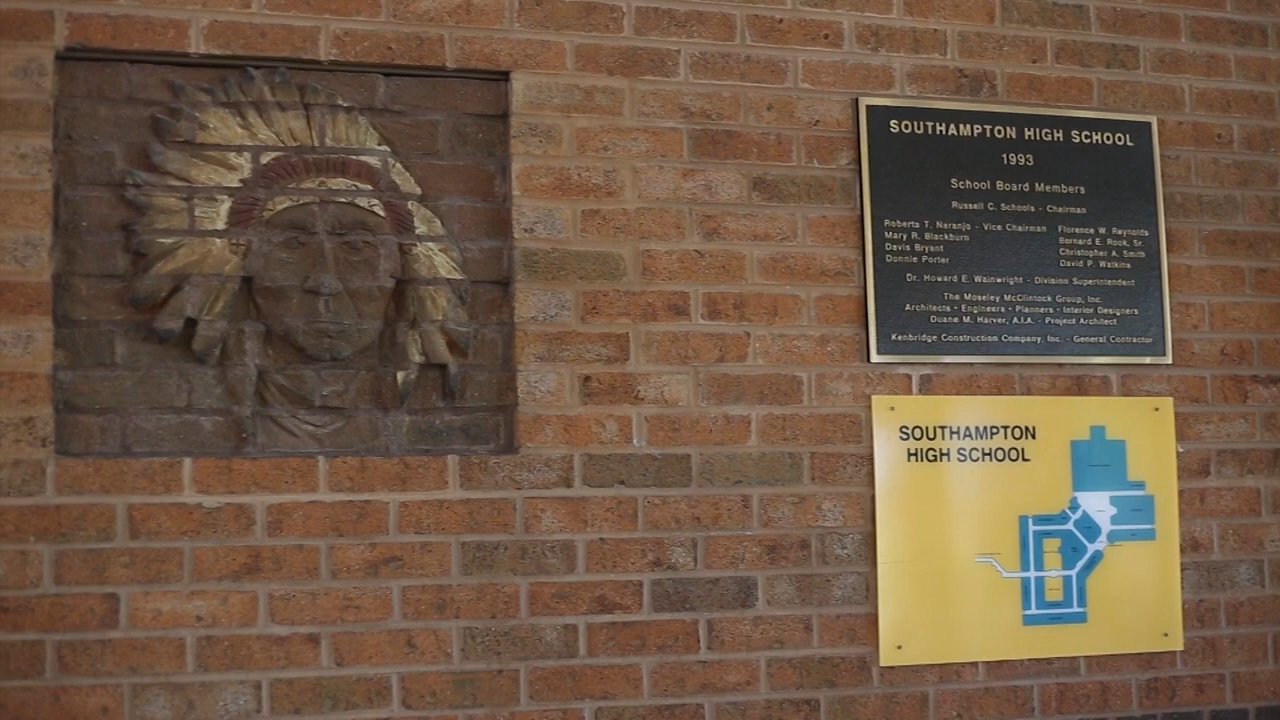 SOUTHAMPTON HIGH SCHOOL
1993
School Board Members
Russell C. Schools - Chairman
Roberta T. Naranjo - Vice Chairman
Mary R. Blackburn
Davis Bryant
Donnie Porter
Florence W. Reynolds
Bernard E. Rook, Sr.
Christopher A. Smith
David P. Watkins
Dr. Howard E. Wainwright - Division Superintendent
The Moseley McClintock Group, Inc.
Architects • Engineers • Planners • Interior Designers
Duane M. Harver, A.I.A. - Project Architect
Kenbridge Construction Company, Inc. - General Contractor
SOUTHAMPTON
HIGH SCHOOL